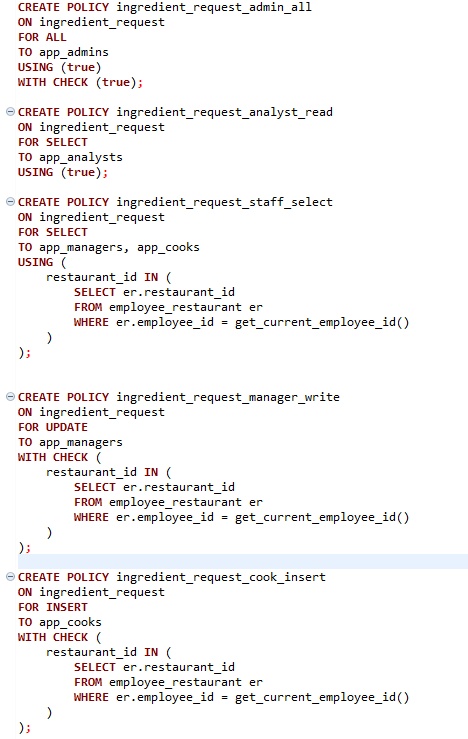 CREATE POLICY ingredient_request_admin_all
ON ingredient_request
FOR ALL
TO app_admins
USING (true)
WITH CHECK (true);
CREATE POLICY ingredient_request_analyst_read
ON ingredient_request
FOR SELECT
TO app_analysts
USING (true);
CREATE POLICY ingredient_request_staff_select
ON ingredient_request
FOR SELECT
TO app_managers, app_cooks
USING (
    restaurant_id IN (
        SELECT er.restaurant_id
        FROM employee_restaurant er
        WHERE er.employee_id = get_current_employee_id()
    )
);
CREATE POLICY ingredient_request_manager_write
ON ingredient_request
FOR UPDATE
TO app_managers
WITH CHECK (
    restaurant_id IN (
        SELECT er.restaurant_id
        FROM employee_restaurant er
        WHERE er.employee_id = get_current_employee_id()
    )
);
CREATE POLICY ingredient_request_cook_insert
ON ingredient_request
FOR INSERT
TO app_cooks
WITH CHECK (
    restaurant_id IN (
        SELECT er.restaurant_id
        FROM employee_restaurant er
        WHERE er.employee_id = get_current_employee_id()
    )
);